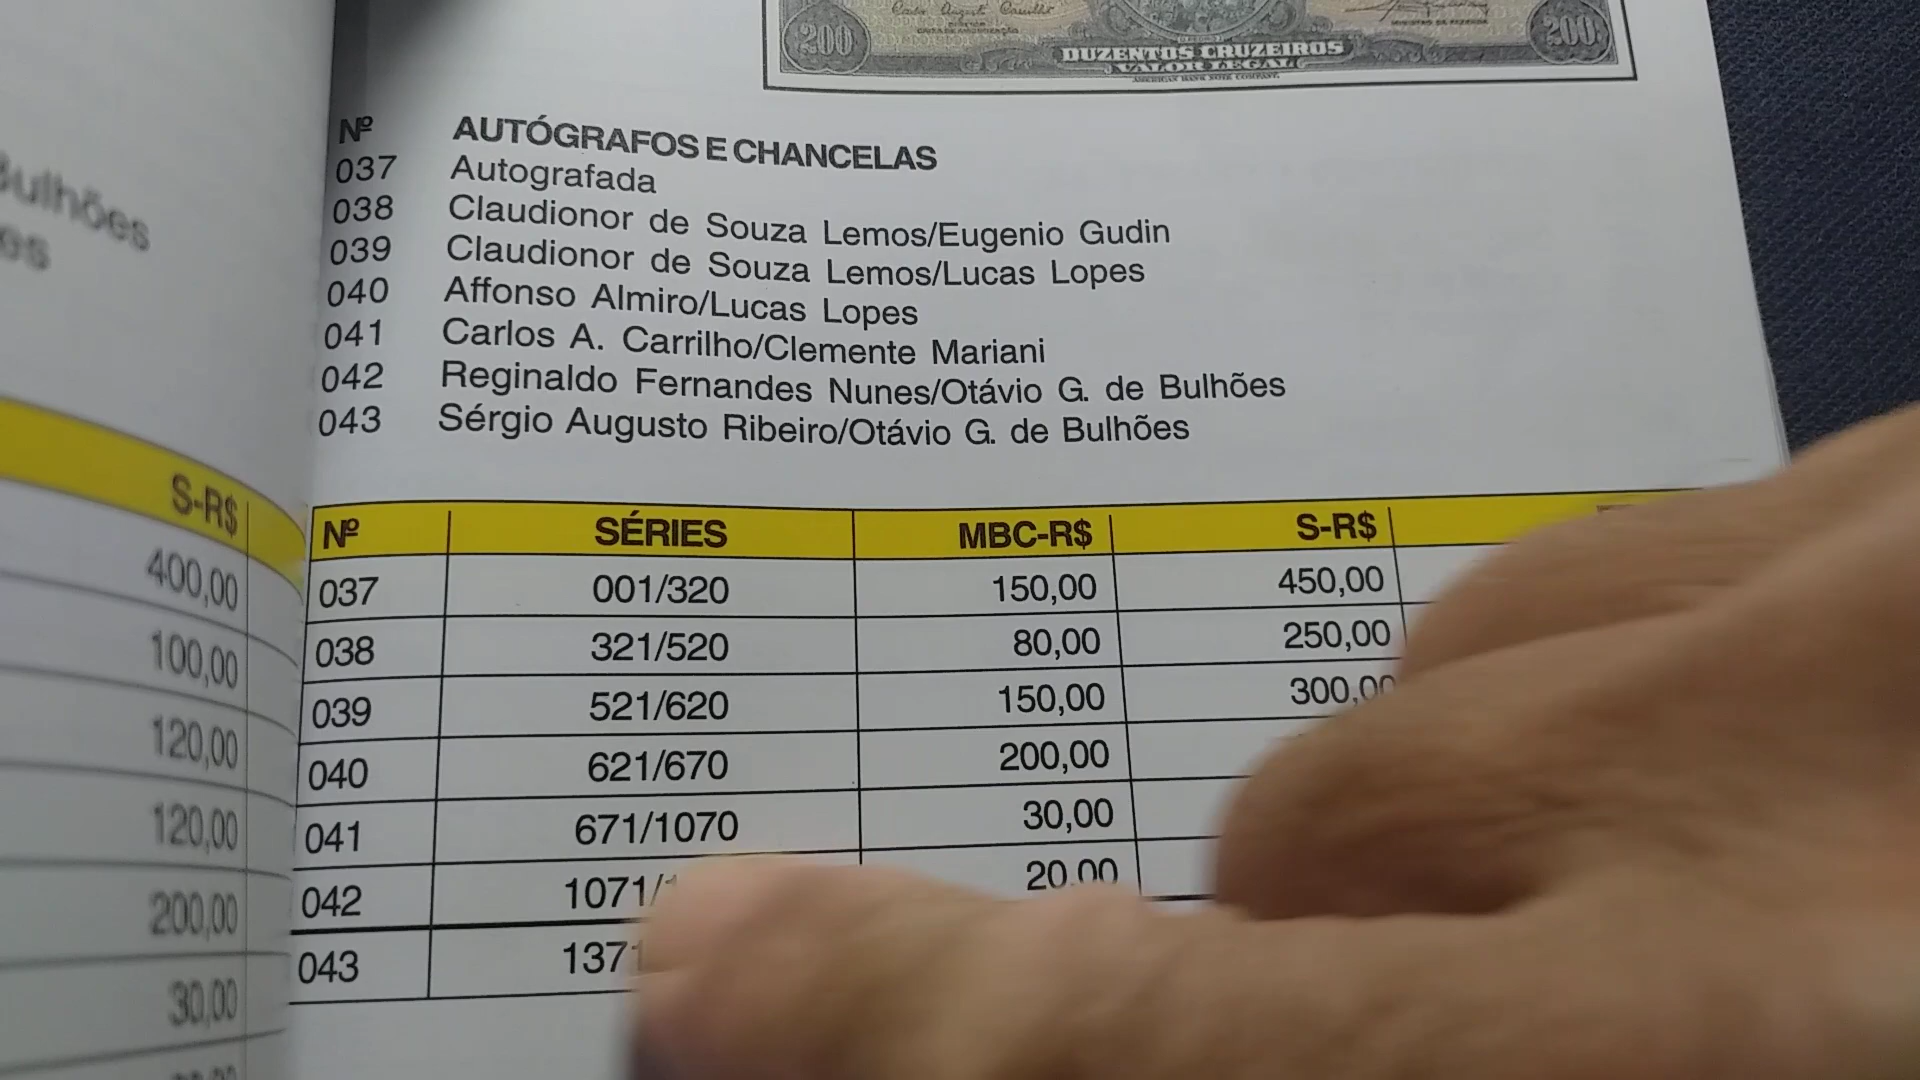 200
DUZENTOS CRUZEIROS
VALOR LEGAL
200
Bulhões
Nº AUTÓGRAFOS E CHANCELAS
037 Autografada
038 Claudionor de Souza Lemos/Eugenio Gudin
039 Claudionor de Souza Lemos/Lucas Lopes
040 Affonso Almiro/Lucas Lopes
041 Carlos A. Carrilho/Clemente Mariani
042 Reginaldo Fernandes Nunes/Otávio G. de Bulhões
043 Sérgio Augusto Ribeiro/Otávio G. de Bulhões
S-R$
400,00
100,00
120,00
120,00
200,00
30,00
Nº SÉRIES MBC-R$ S-R$
037 001/320 150,00 450,00
038 321/520 80,00 250,00
039 521/620 150,00 300,00
040 621/670 200,00
041 671/1070 30,00
042 1071/ 20,00
043 1371